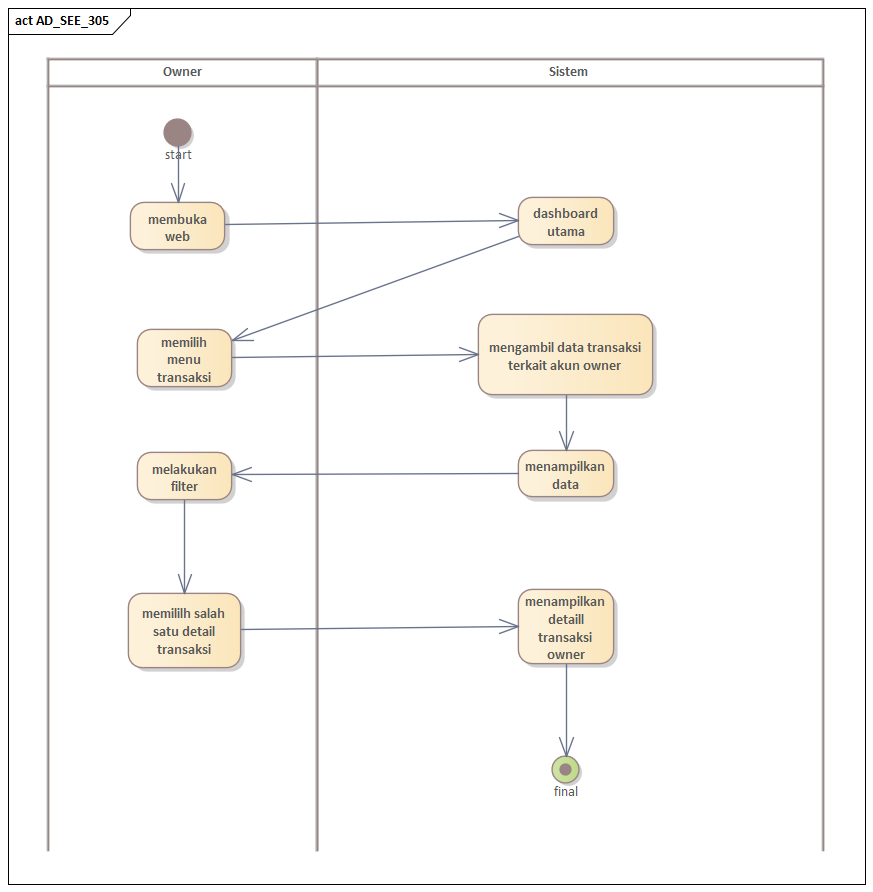 act AD_SEE_305
Owner
Sistem
start
membuka
web
dashboard
utama
memilih
menu
transaksi
mengambil data transaksi
terkait akun owner
menampilkan
data
melakukan
filter
memililh salah
satu detail
transaksi
menampilkan
detaill
transaksi
owner
final